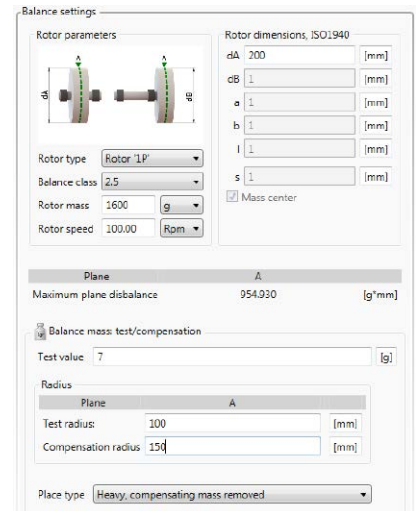 Balance settings
Rotor parameters
A
A
dA
dB
Rotor type Rotor '1P'
Balance class 2.5
Rotor mass 1600 g
Rotor speed 100.00 Rpm
Rotor dimensions, ISO1940
dA 200 [mm]
dB 1 [mm]
a 1 [mm]
b 1 [mm]
l 1 [mm]
s 1 [mm]
Mass center
Plane A
Maximum plane disbalance 954.930 [g*mm]
Balance mass: test/compensation
Test value 7 [g]
Radius
Plane A
Test radius: 100 [mm]
Compensation radius 150 [mm]
Place type Heavy, compensating mass removed